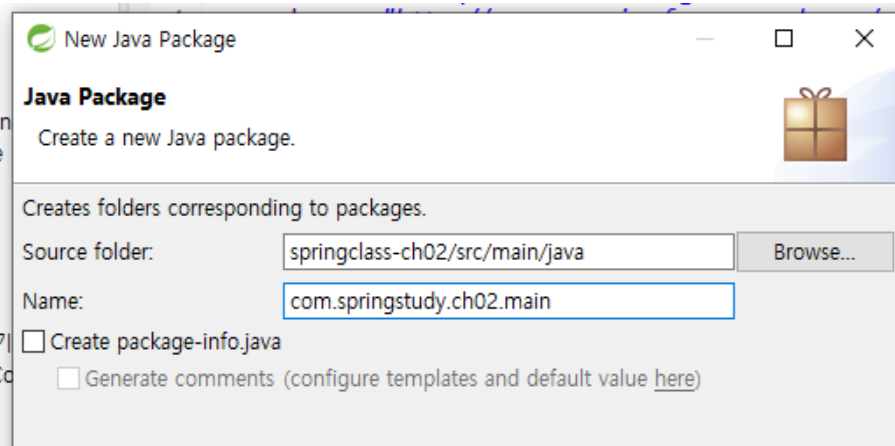 New Java Package
Java Package
Create a new Java package.
Creates folders corresponding to packages.
Source folder: springclass-ch02/src/main/java Browse...
Name: com.springstudy.ch02.main
Create package-info.java
Generate comments (configure templates and default value here)